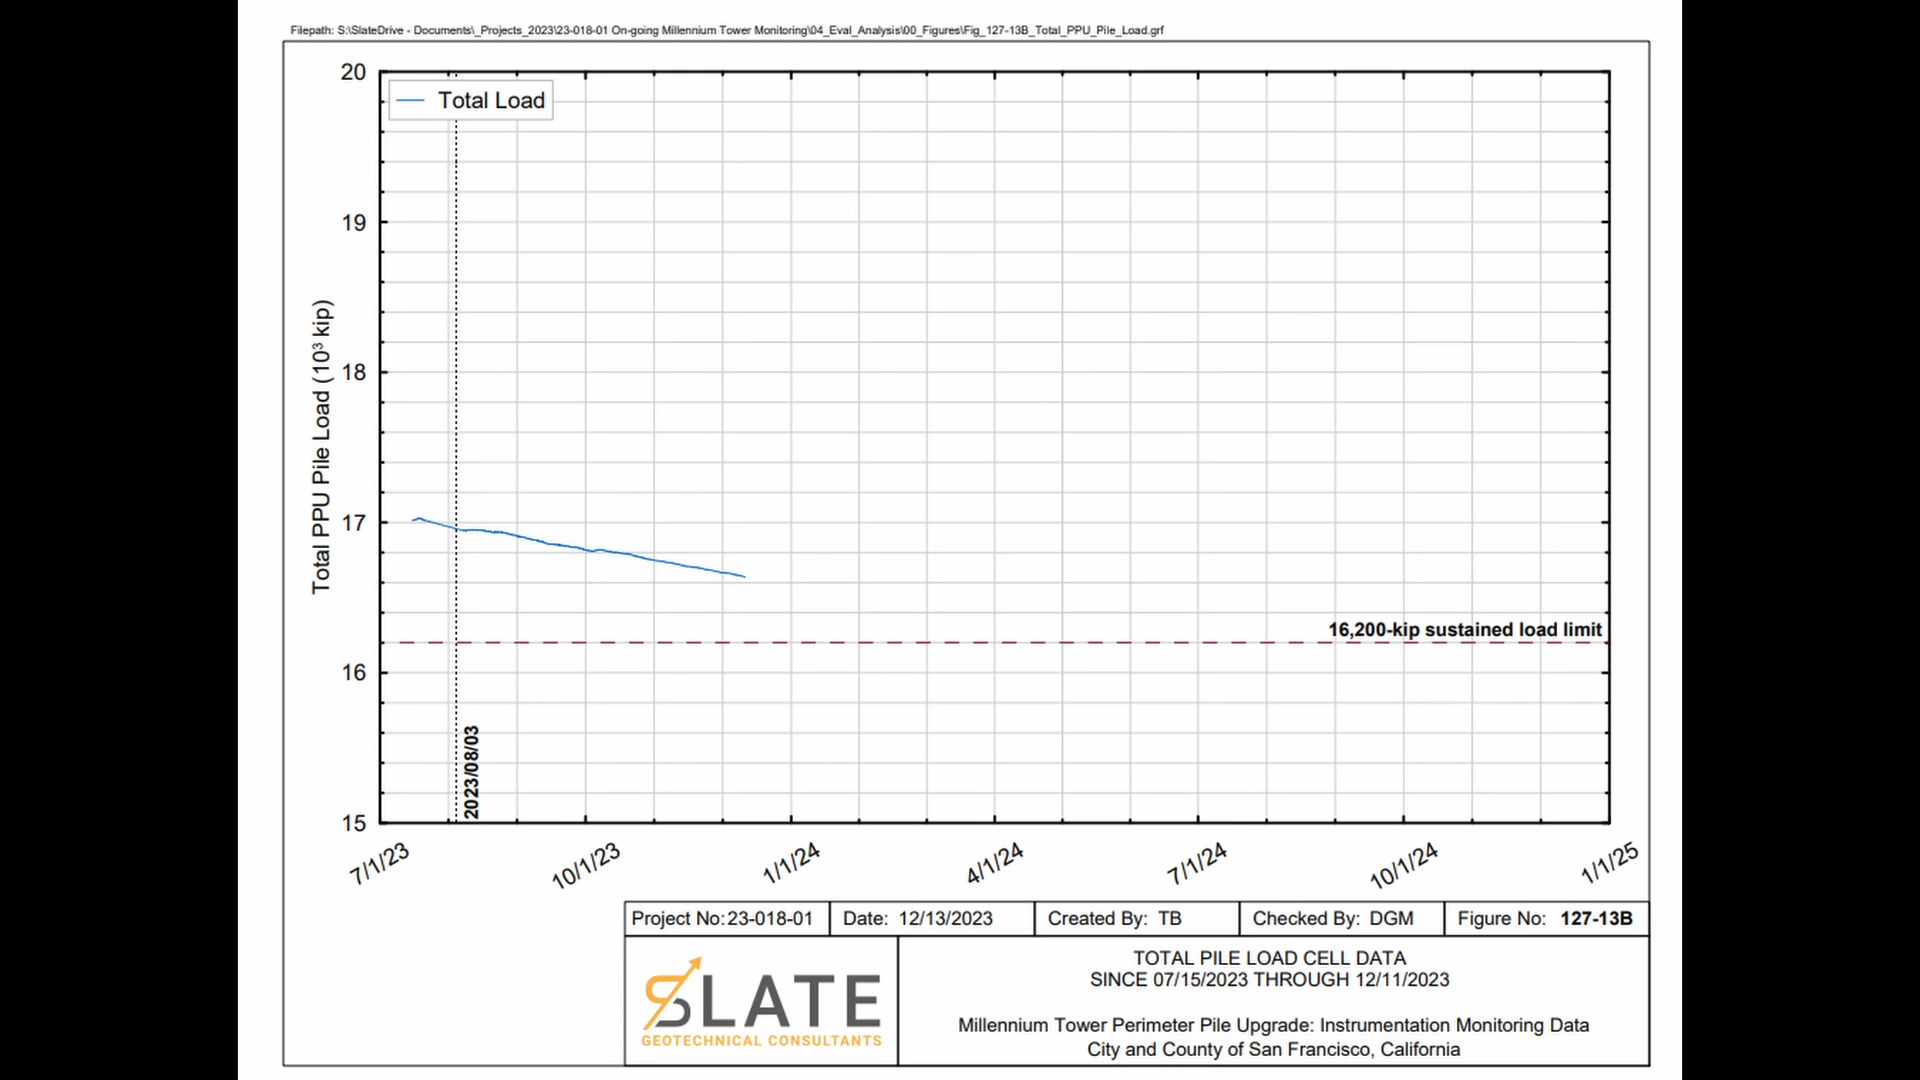 Filepath: S:\SlateDrive - Documents\_Projects_2023\23-018-01 On-going Millennium Tower Monitoring\04_Eval_Analysis\00_Figures\Fig_127-13B_Total_PPU_Pile_Load.grf
20
Total Load
19
18
17
16
15
Total PPU Pile Load (10³ kip)
16,200-kip sustained load limit
2023/08/03
7/1/23
10/1/23
1/1/24
4/1/24
7/1/24
10/1/24
1/1/25
Project No: 23-018-01
Date: 12/13/2023
Created By: TB
Checked By: DGM
Figure No: 127-13B
SLATE
GEOTECHNICAL CONSULTANTS
TOTAL PILE LOAD CELL DATA
SINCE 07/15/2023 THROUGH 12/11/2023
Millennium Tower Perimeter Pile Upgrade: Instrumentation Monitoring Data
City and County of San Francisco, California